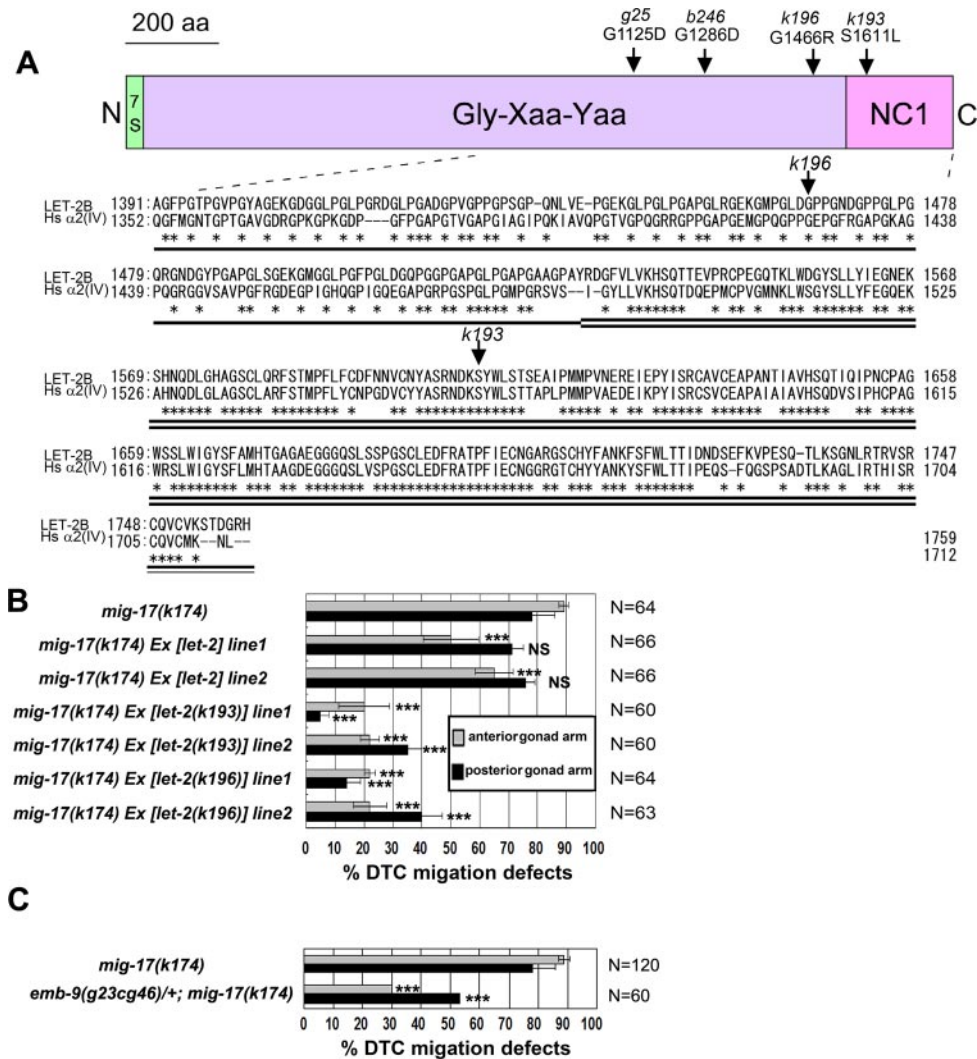 200 aa
g25
G1125D
b246
G1286D
k196
G1466R
k193
S1611L
A
N
7
S
Gly-Xaa-Yaa
NC1
C
k196
LET-2B 1391:AGFPGTPGVPGYAGEKGDGGLPGLPGRDGLPGADGPVGPPGPSGP-QNLVE-PGEKGLPGLPGAPGLRGEKGMPGLDGPPGNDGPPGLPG 1478
Hs α2(IV) 1352:QGFMGNTGPTGAVGDRGPKGPKGDP---GFPGAPGTVGAPGIAGIPQKIAVQPGTVGPQGRRGPPGAPGEMGPQGPPGEPGFRGAPGKAG 1438
LET-2B 1479:QRGNDGYPGAPGLSGEKGMGGLPGFPGLDGQPGGPGAPGLPGAPGAAGPAYRDGFVLVKHSQTTEVPRCPEGQTKLWDGYSLLYIEGNEK 1568
Hs α2(IV) 1439:PQGRGGVSAVPGFRGDEGPIGHQGPIGQEGAPGRPGSPGLPGMPGRSVS--IGYLLVKHSQTDQEPMCPVGMNKLWSGYSLLYFEGQEK 1525
k193
LET-2B 1569:SHNQDLGHAGSCLQRFSTMPFLFCDFNNVCNYASRNDKSYWLSTSEAIPMMPVNEREIEPYISRCAVCEAPANTIAVHSQTIQIPNCPAG 1658
Hs α2(IV) 1526:AHNQDLGLAGSCLARFSTMPFLYCNPGDVCYYASRNDKSYWLSTTAPLPMMPVAEDEIKPYISRCSVCEAPAIAIAVHSQDVSIPHCPAG 1615
LET-2B 1659:WSSLWIGYSFAMHTGAGAEGGGQSLSSPGSCLEDFRATPFIECNGARGSCHYFANKFSFWLTTIDNDSEFKVPESQ-TLKSGNLRTRVSR 1747
Hs α2(IV) 1616:WRSLWIGYSFLMHTAAGDEGGGQSLVSPGSCLEDFRATPFIECNGGRGTCHYYANKYSFWLTTIPEQS-FQGSPSADTLKAGLIRTHISR 1704
LET-2B 1748:CQVCVKSTDGRH 1759
Hs α2(IV) 1705:CQVCMK--NL-- 1712
B
mig-17(k174) N=64
mig-17(k174) Ex [let-2] line1 *** NS N=66
mig-17(k174) Ex [let-2] line2 *** NS N=66
mig-17(k174) Ex [let-2(k193)] line1 *** *** N=60
mig-17(k174) Ex [let-2(k193)] line2 *** *** N=60
mig-17(k174) Ex [let-2(k196)] line1 *** *** N=64
mig-17(k174) Ex [let-2(k196)] line2 *** *** N=63
anterior gonad arm
posterior gonad arm
0 10 20 30 40 50 60 70 80 90 100
% DTC migration defects
C
mig-17(k174) N=120
emb-9(g23cg46)/+; mig-17(k174) *** *** N=60
0 10 20 30 40 50 60 70 80 90 100
% DTC migration defects